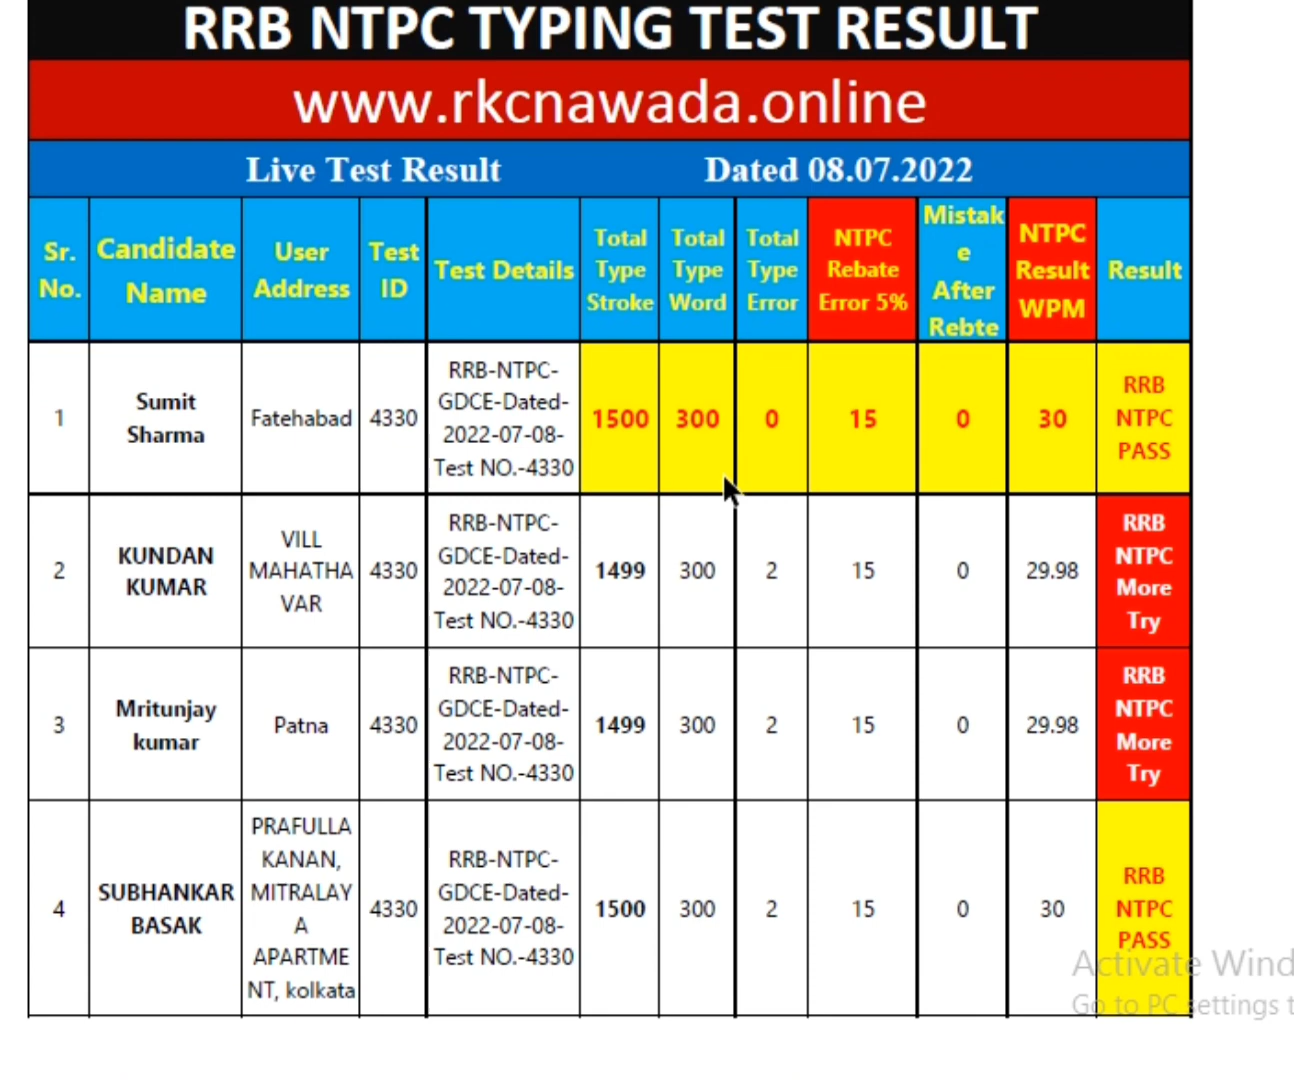 RRB NTPC TYPING TEST RESULT
www.rkcnawada.online
Live Test Result Dated 08.07.2022
Sr.
No.
Candidate
Name
User
Address
Test
ID
Test Details
Total
Type
Stroke
Total
Type
Word
Total
Type
Error
NTPC
Rebate
Error 5%
Mistak
e
After
Rebte
NTPC
Result
WPM
Result
1
Sumit
Sharma
Fatehabad
4330
RRB-NTPC-
GDCE-Dated-
2022-07-08-
Test NO.-4330
1500
300
0
15
0
30
RRB
NTPC
PASS
2
KUNDAN
KUMAR
VILL
MAHATHA
VAR
4330
RRB-NTPC-
GDCE-Dated-
2022-07-08-
Test NO.-4330
1499
300
2
15
0
29.98
RRB
NTPC
More
Try
3
Mritunjay
kumar
Patna
4330
RRB-NTPC-
GDCE-Dated-
2022-07-08-
Test NO.-4330
1499
300
2
15
0
29.98
RRB
NTPC
More
Try
4
SUBHANKAR
BASAK
PRAFULLA
KANAN,
MITRALAY
A
APARTME
NT, kolkata
4330
RRB-NTPC-
GDCE-Dated-
2022-07-08-
Test NO.-4330
1500
300
2
15
0
30
RRB
NTPC
PASS
Activate Wind
Go to PC settings t